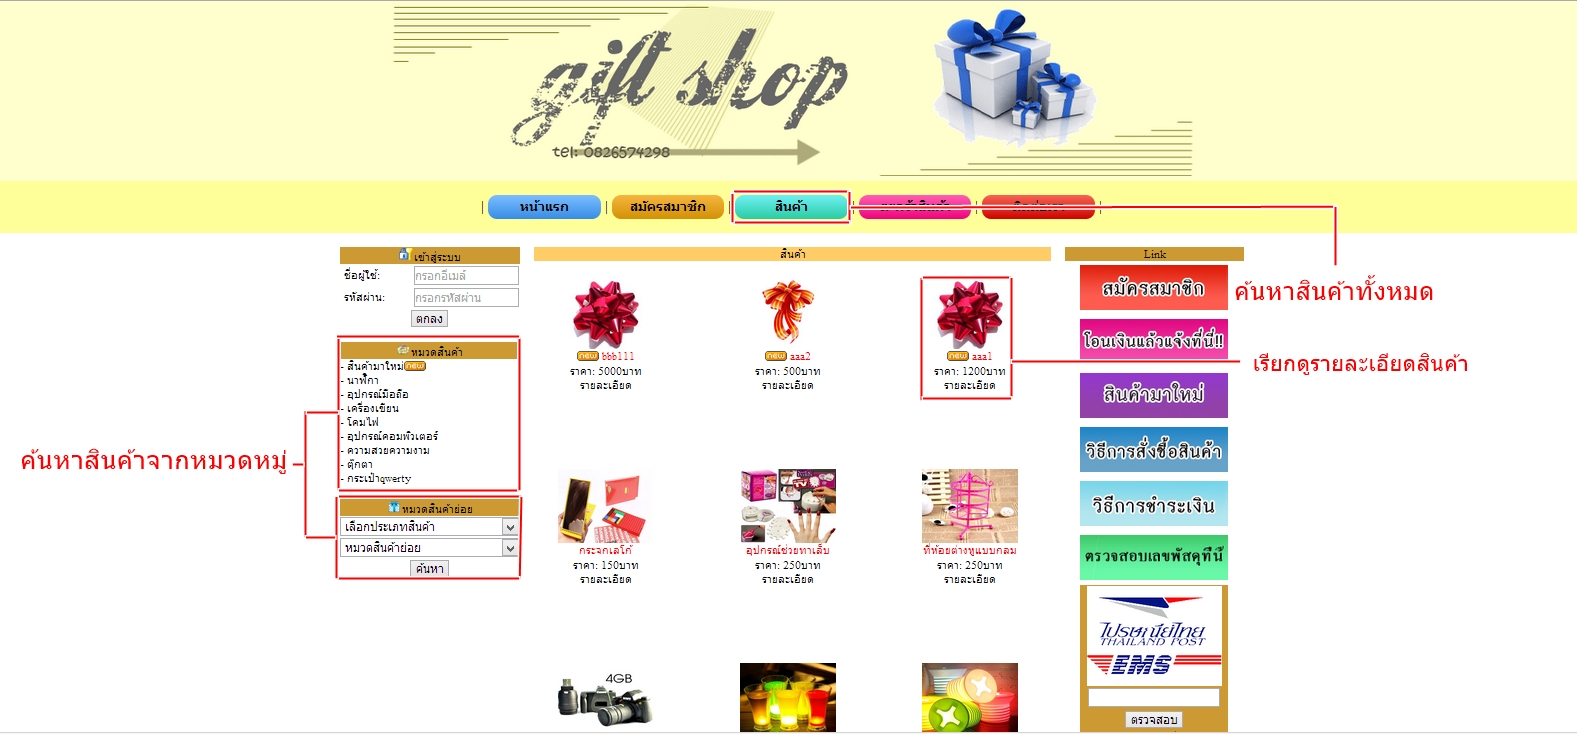 gift shop
tel: 0826574298
| หน้าแรก | สมัครสมาชิก | สินค้า | ตะกร้าสินค้า | ติดต่อเรา |
เข้าสู่ระบบ
ชื่อผู้ใช้: กรอกอีเมล์
รหัสผ่าน: กรอกรหัสผ่าน
ตกลง
หมวดสินค้า
- สินค้ามาใหม่ new
- นาฬิกา
- อุปกรณ์มือถือ
- เครื่องเขียน
- โคมไฟ
- อุปกรณ์คอมพิวเตอร์
- ความสวยความงาม
- ตุ๊กตา
- กระเป๋าqwerty
ค้นหาสินค้าจากหมวดหมู่
หมวดสินค้าย่อย
เลือกประเภทสินค้า
หมวดสินค้าย่อย
ค้นหา
สินค้า
new bbb111
ราคา: 5000บาท
รายละเอียด
new aaa2
ราคา: 500บาท
รายละเอียด
new aaa1
ราคา: 1200บาท
รายละเอียด
กระจกเลโก้
ราคา: 150บาท
รายละเอียด
อุปกรณ์ช่วยทาเล็บ
ราคา: 250บาท
รายละเอียด
ที่ห้อยต่างหูแบบกลม
ราคา: 250บาท
รายละเอียด
4GB
Link
สมัครสมาชิก
ค้นหาสินค้าทั้งหมด
โอนเงินแล้วแจ้งที่นี่!!
เรียกดูรายละเอียดสินค้า
สินค้ามาใหม่
วิธีการสั่งซื้อสินค้า
วิธีการชำระเงิน
ตรวจสอบเลขพัสดุที่นี่
ไปรษณีย์ไทย
THAILAND POST
EMS
ตรวจสอบ